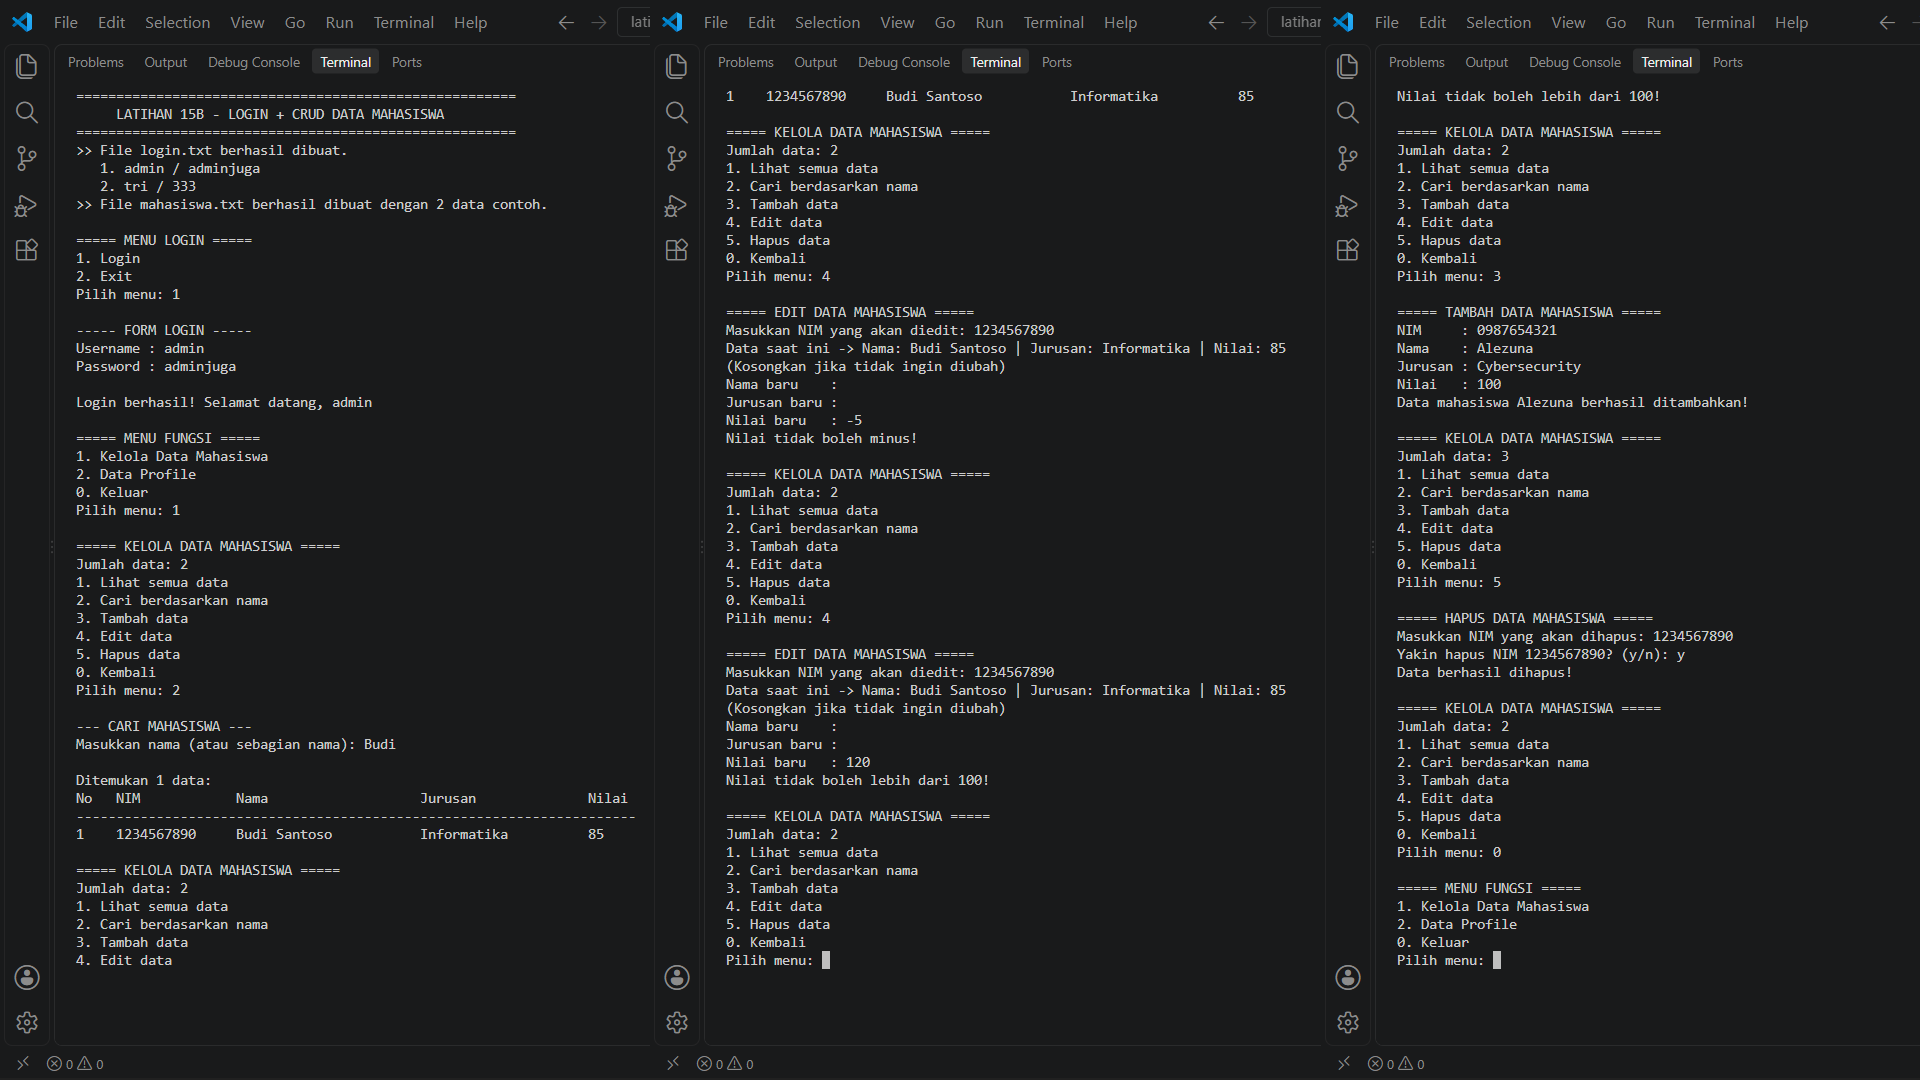 File Edit Selection View Go Run Terminal Help lati
Problems Output Debug Console Terminal Ports
=======================================================
LATIHAN 15B - LOGIN + CRUD DATA MAHASISWA
=======================================================
>> File login.txt berhasil dibuat.
1. admin / adminjuga
2. tri / 333
>> File mahasiswa.txt berhasil dibuat dengan 2 data contoh.
===== MENU LOGIN =====
1. Login
2. Exit
Pilih menu: 1
----- FORM LOGIN -----
Username : admin
Password : adminjuga
Login berhasil! Selamat datang, admin
===== MENU FUNGSI =====
1. Kelola Data Mahasiswa
2. Data Profile
0. Keluar
Pilih menu: 1
===== KELOLA DATA MAHASISWA =====
Jumlah data: 2
1. Lihat semua data
2. Cari berdasarkan nama
3. Tambah data
4. Edit data
5. Hapus data
0. Kembali
Pilih menu: 2
--- CARI MAHASISWA ---
Masukkan nama (atau sebagian nama): Budi
Ditemukan 1 data:
No NIM Nama Jurusan Nilai
----------------------------------------------------------------------
1 1234567890 Budi Santoso Informatika 85
===== KELOLA DATA MAHASISWA =====
Jumlah data: 2
1. Lihat semua data
2. Cari berdasarkan nama
3. Tambah data
4. Edit data
0 0
File Edit Selection View Go Run Terminal Help latihar
Problems Output Debug Console Terminal Ports
1 1234567890 Budi Santoso Informatika 85
===== KELOLA DATA MAHASISWA =====
Jumlah data: 2
1. Lihat semua data
2. Cari berdasarkan nama
3. Tambah data
4. Edit data
5. Hapus data
0. Kembali
Pilih menu: 4
===== EDIT DATA MAHASISWA =====
Masukkan NIM yang akan diedit: 1234567890
Data saat ini -> Nama: Budi Santoso | Jurusan: Informatika | Nilai: 85
(Kosongkan jika tidak ingin diubah)
Nama baru :
Jurusan baru :
Nilai baru : -5
Nilai tidak boleh minus!
===== KELOLA DATA MAHASISWA =====
Jumlah data: 2
1. Lihat semua data
2. Cari berdasarkan nama
3. Tambah data
4. Edit data
5. Hapus data
0. Kembali
Pilih menu: 4
===== EDIT DATA MAHASISWA =====
Masukkan NIM yang akan diedit: 1234567890
Data saat ini -> Nama: Budi Santoso | Jurusan: Informatika | Nilai: 85
(Kosongkan jika tidak ingin diubah)
Nama baru :
Jurusan baru :
Nilai baru : 120
Nilai tidak boleh lebih dari 100!
===== KELOLA DATA MAHASISWA =====
Jumlah data: 2
1. Lihat semua data
2. Cari berdasarkan nama
3. Tambah data
4. Edit data
5. Hapus data
0. Kembali
Pilih menu:
0 0
File Edit Selection View Go Run Terminal Help
Problems Output Debug Console Terminal Ports
Nilai tidak boleh lebih dari 100!
===== KELOLA DATA MAHASISWA =====
Jumlah data: 2
1. Lihat semua data
2. Cari berdasarkan nama
3. Tambah data
4. Edit data
5. Hapus data
0. Kembali
Pilih menu: 3
===== TAMBAH DATA MAHASISWA =====
NIM : 0987654321
Nama : Alezuna
Jurusan : Cybersecurity
Nilai : 100
Data mahasiswa Alezuna berhasil ditambahkan!
===== KELOLA DATA MAHASISWA =====
Jumlah data: 3
1. Lihat semua data
2. Cari berdasarkan nama
3. Tambah data
4. Edit data
5. Hapus data
0. Kembali
Pilih menu: 5
===== HAPUS DATA MAHASISWA =====
Masukkan NIM yang akan dihapus: 1234567890
Yakin hapus NIM 1234567890? (y/n): y
Data berhasil dihapus!
===== KELOLA DATA MAHASISWA =====
Jumlah data: 2
1. Lihat semua data
2. Cari berdasarkan nama
3. Tambah data
4. Edit data
5. Hapus data
0. Kembali
Pilih menu: 0
===== MENU FUNGSI =====
1. Kelola Data Mahasiswa
2. Data Profile
0. Keluar
Pilih menu:
0 0